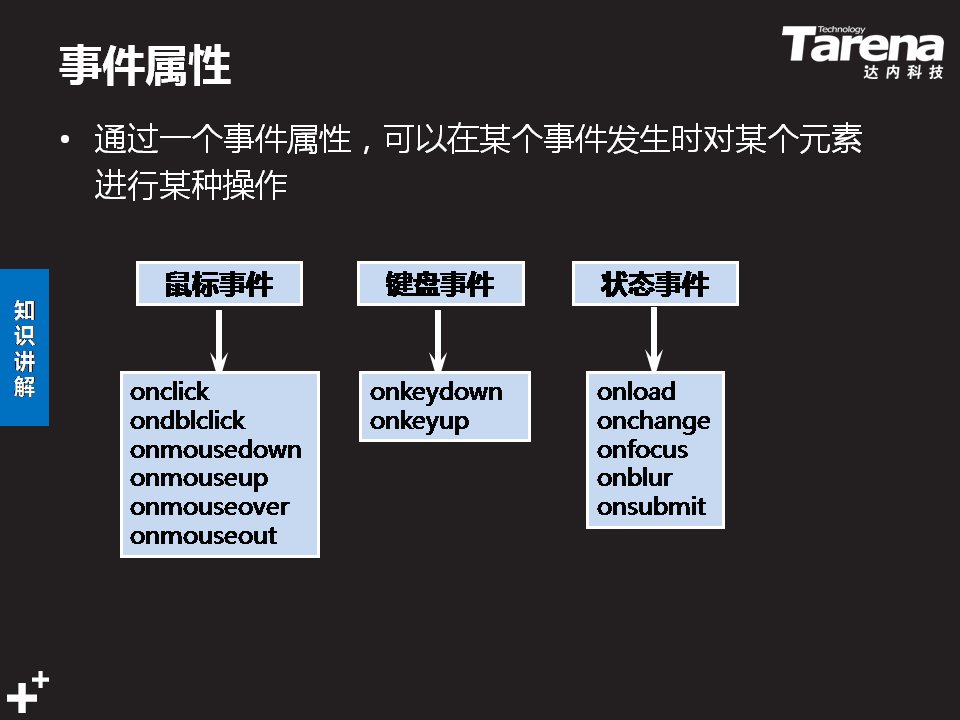 Technology
Tarena
达内科技
事件属性
• 通过一个事件属性，可以在某个事件发生时对某个元素
进行某种操作
知识讲解
鼠标事件
键盘事件
状态事件
onclick
ondblclick
onmousedown
onmouseup
onmouseover
onmouseout
onkeydown
onkeyup
onload
onchange
onfocus
onblur
onsubmit